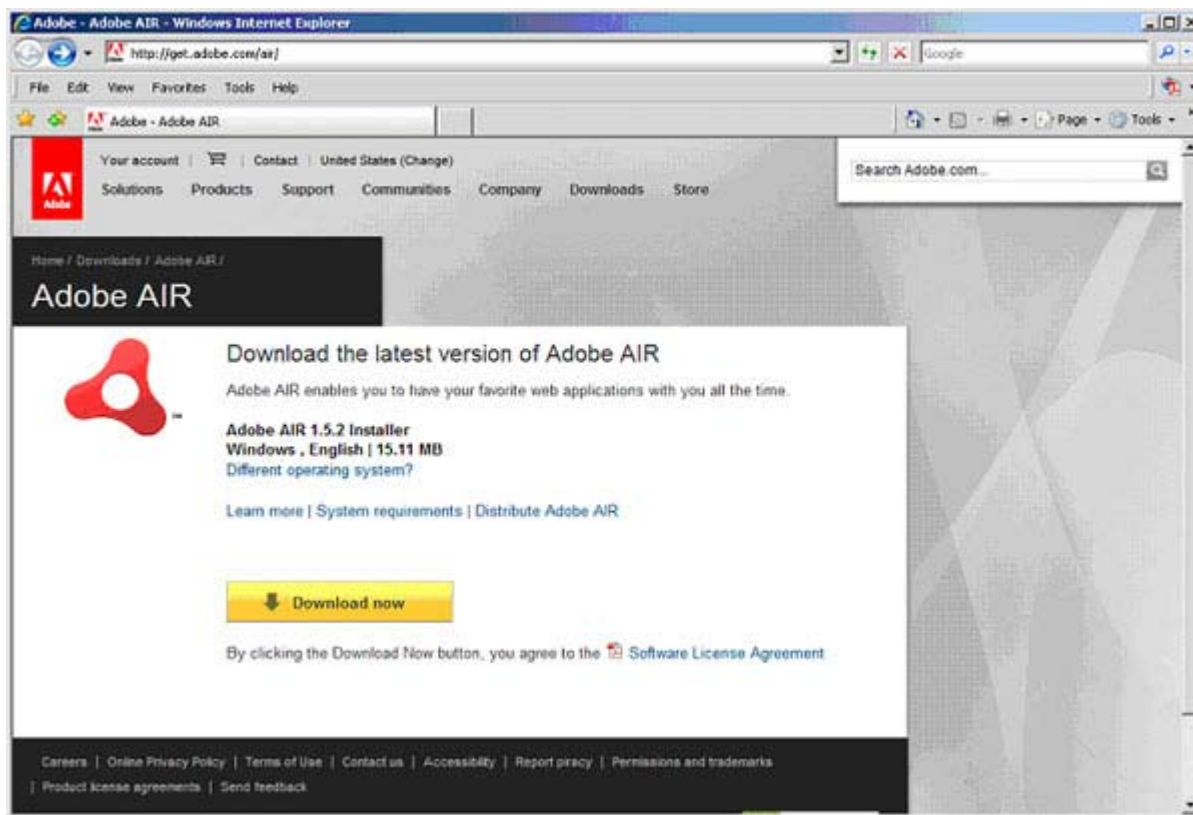 Adobe - Adobe AIR - Windows Internet Explorer
http://get.adobe.com/air/
Google
File Edit View Favorites Tools Help
Adobe - Adobe AIR
Page
Tools
Your account | | Contact | United States (Change)
Search Adobe.com...
Adobe
Solutions Products Support Communities Company Downloads Store
Home / Downloads / Adobe AIR /
Adobe AIR
Download the latest version of Adobe AIR
Adobe AIR enables you to have your favorite web applications with you all the time.
TM
Adobe AIR 1.5.2 Installer
Windows , English | 15.11 MB
Different operating system?
Learn more | System requirements | Distribute Adobe AIR
Download now
By clicking the Download Now button, you agree to the Software License Agreement
Careers | Online Privacy Policy | Terms of Use | Contact us | Accessibility | Report piracy | Permissions and trademarks
| Product license agreements | Send feedback